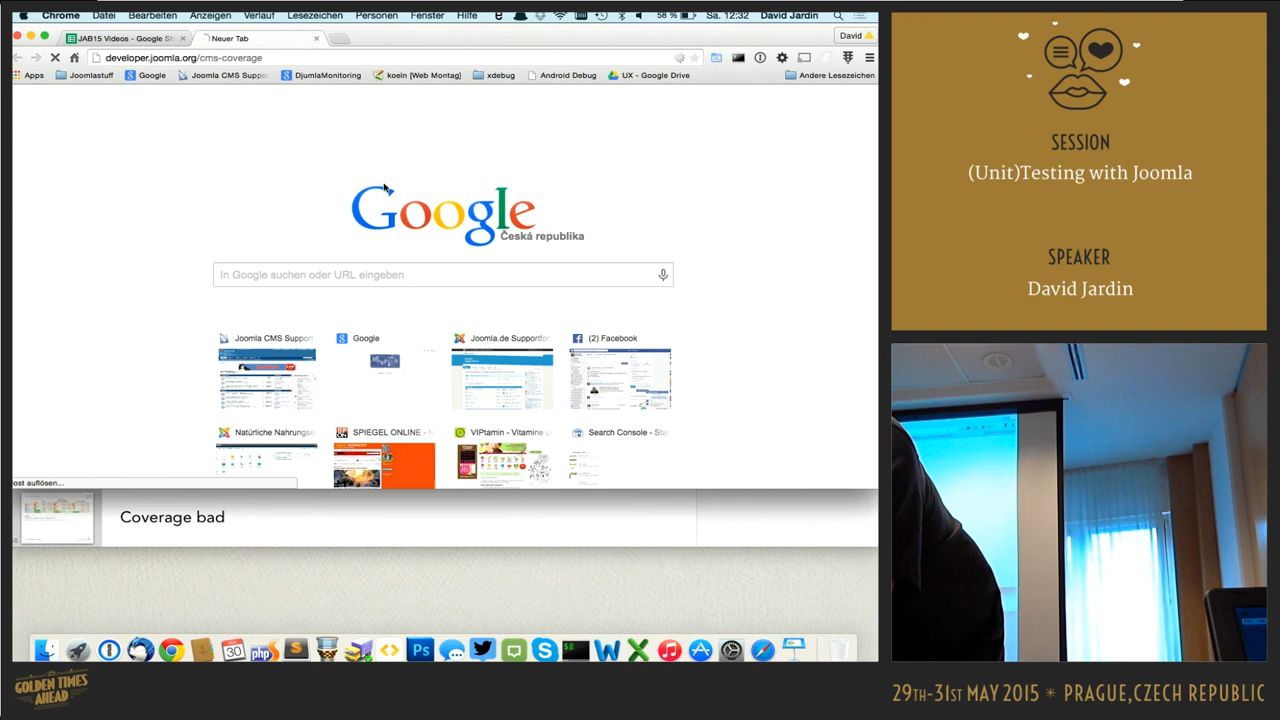 Chrome Datei Bearbeiten Anzeigen Verlauf Lesezeichen Personen Fenster Hilfe 58 % Sa. 12:32 David Jardin
JAB15 Videos - Google Sh
Neuer Tab
David
developer.joomla.org/cms-coverage
Apps Joomlastuff Google Joomla CMS Suppo DjumlaMonitoring koeln [Web Montag] xdebug Android Debug UX - Google Drive Andere Lesezeichen
Google
Česká republika
In Google suchen oder URL eingeben
Joomla CMS Support
Google
Joomla.de Supportfor
(2) Facebook
Natürliche Nahrungse
SPIEGEL ONLINE - N
VIPtamin - Vitamine u
Search Console - Sta
ost auflösen...
Coverage bad
30
php
Ps
SESSION
(Unit)Testing with Joomla
SPEAKER
David Jardin
GOLDEN TIMES
AHEAD
29TH-31ST MAY 2015 * PRAGUE,CZECH REPUBLIC